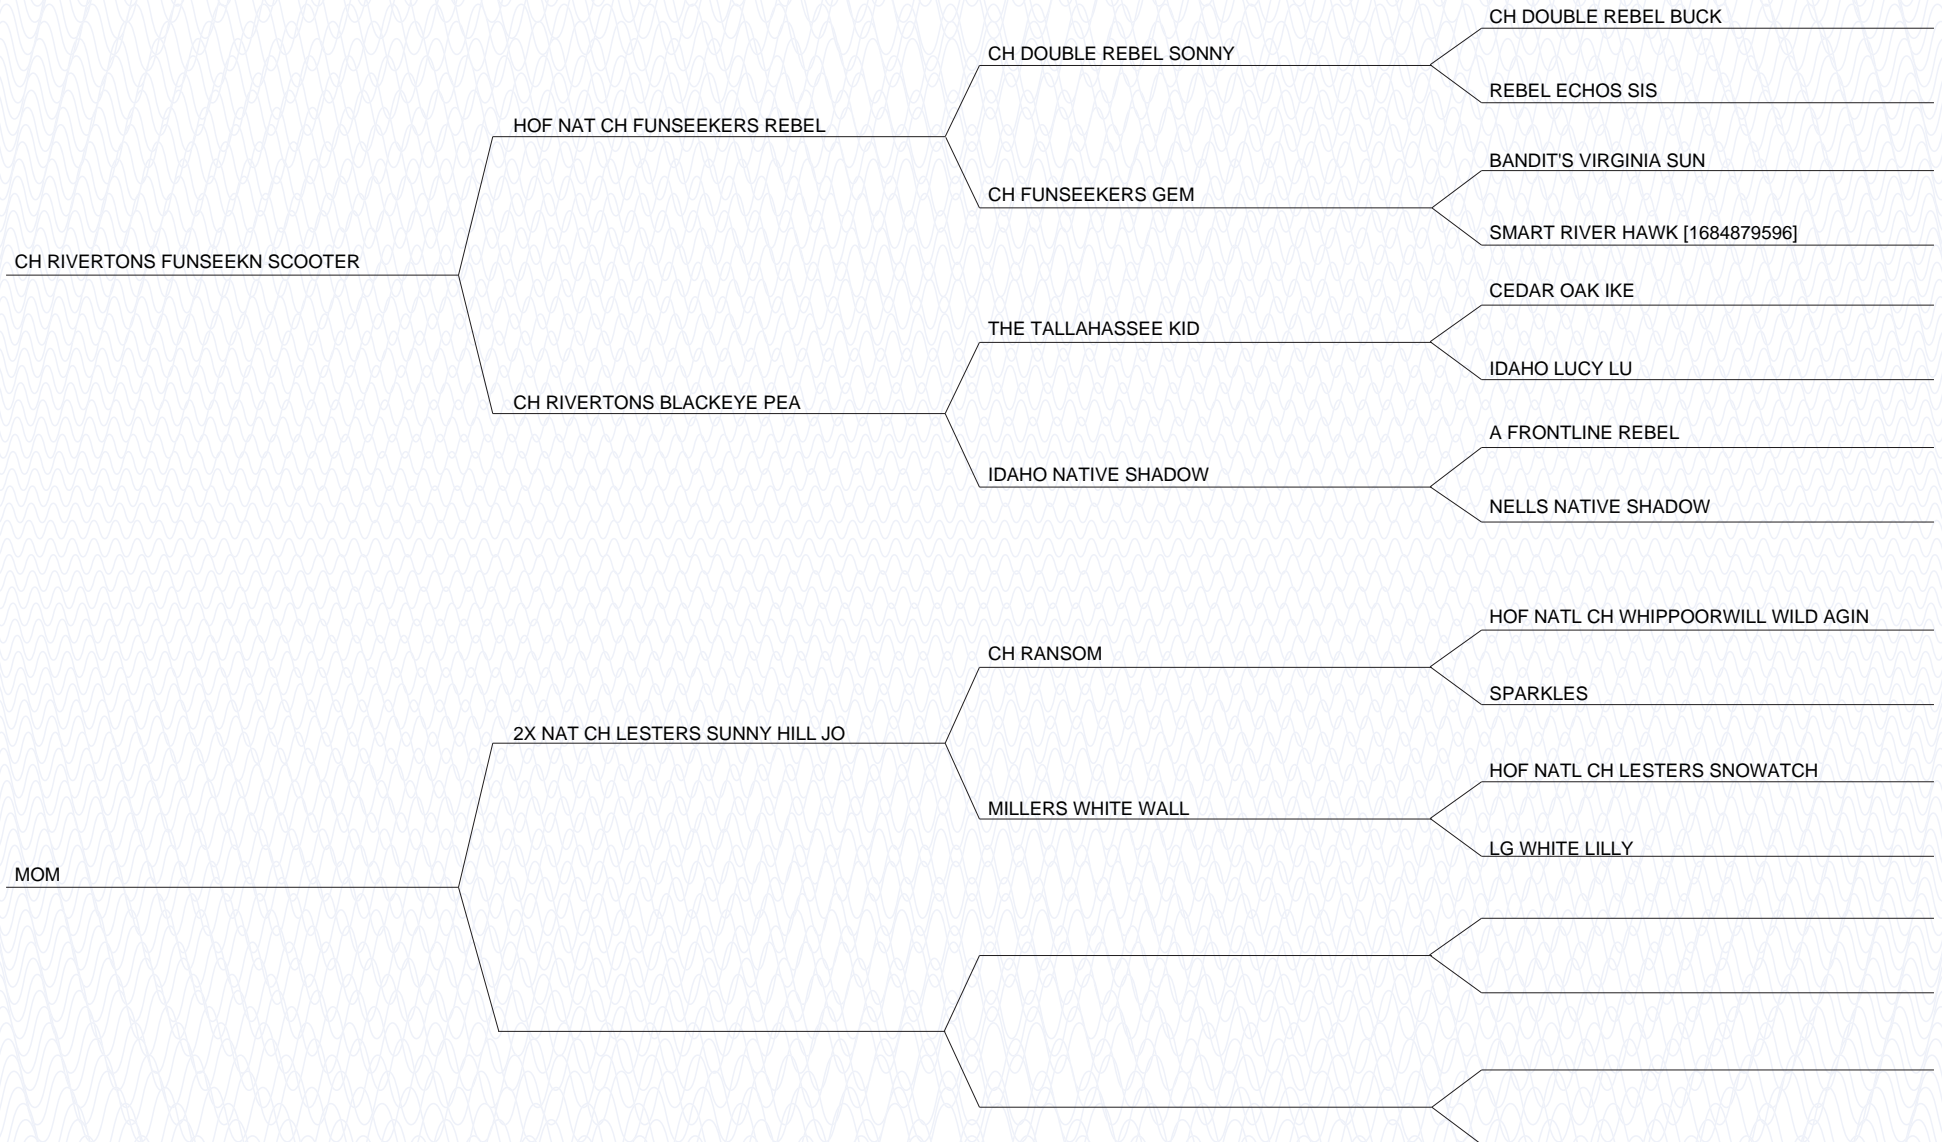 CH DOUBLE REBEL BUCK
CH DOUBLE REBEL SONNY
REBEL ECHOS SIS
HOF NAT CH FUNSEEKERS REBEL
BANDIT'S VIRGINIA SUN
CH FUNSEEKERS GEM
SMART RIVER HAWK [1684879596]
CH RIVERTONS FUNSEEKN SCOOTER
CEDAR OAK IKE
THE TALLAHASSEE KID
IDAHO LUCY LU
CH RIVERTONS BLACKEYE PEA
A FRONTLINE REBEL
IDAHO NATIVE SHADOW
NELLS NATIVE SHADOW
HOF NATL CH WHIPPOORWILL WILD AGIN
CH RANSOM
SPARKLES
2X NAT CH LESTERS SUNNY HILL JO
HOF NATL CH LESTERS SNOWATCH
MILLERS WHITE WALL
LG WHITE LILLY
MOM